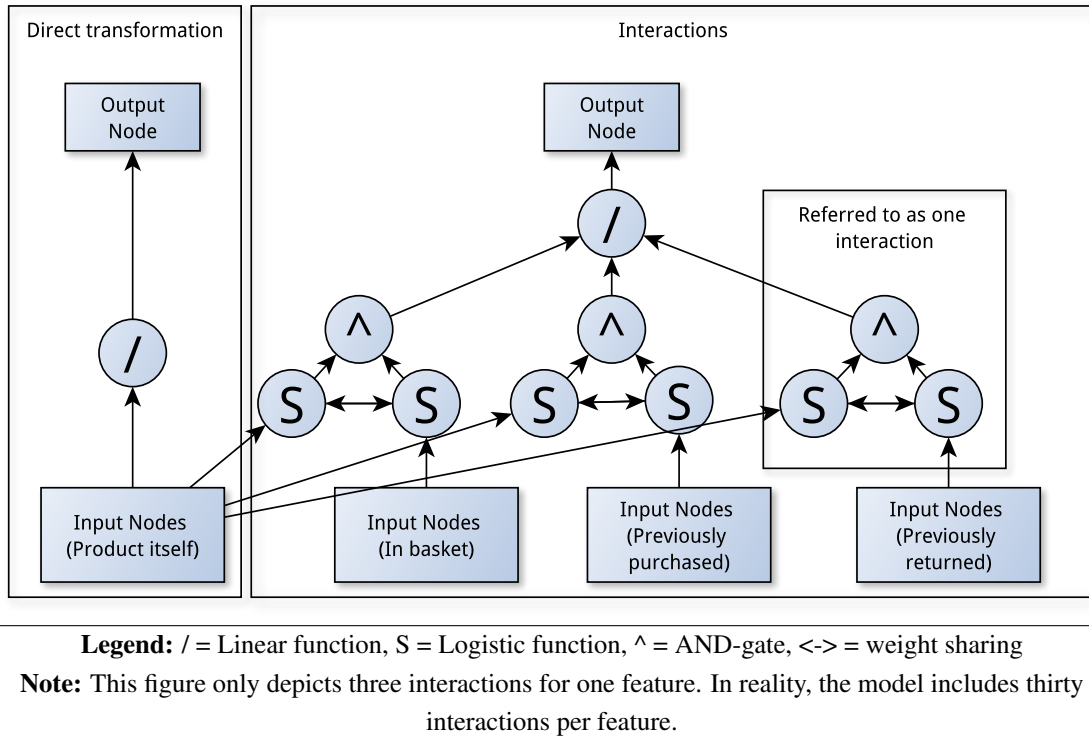 Direct transformation
Interactions
Output
Node
Output
Node
/
/
Referred to as one
interaction
^
^
^
S
S
S
S
S
S
Input Nodes
(Product itself)
Input Nodes
(In basket)
Input Nodes
(Previously
purchased)
Input Nodes
(Previously
returned)
Legend: / = Linear function, S = Logistic function, ^ = AND-gate, <-> = weight sharing
Note: This figure only depicts three interactions for one feature. In reality, the model includes thirty
interactions per feature.